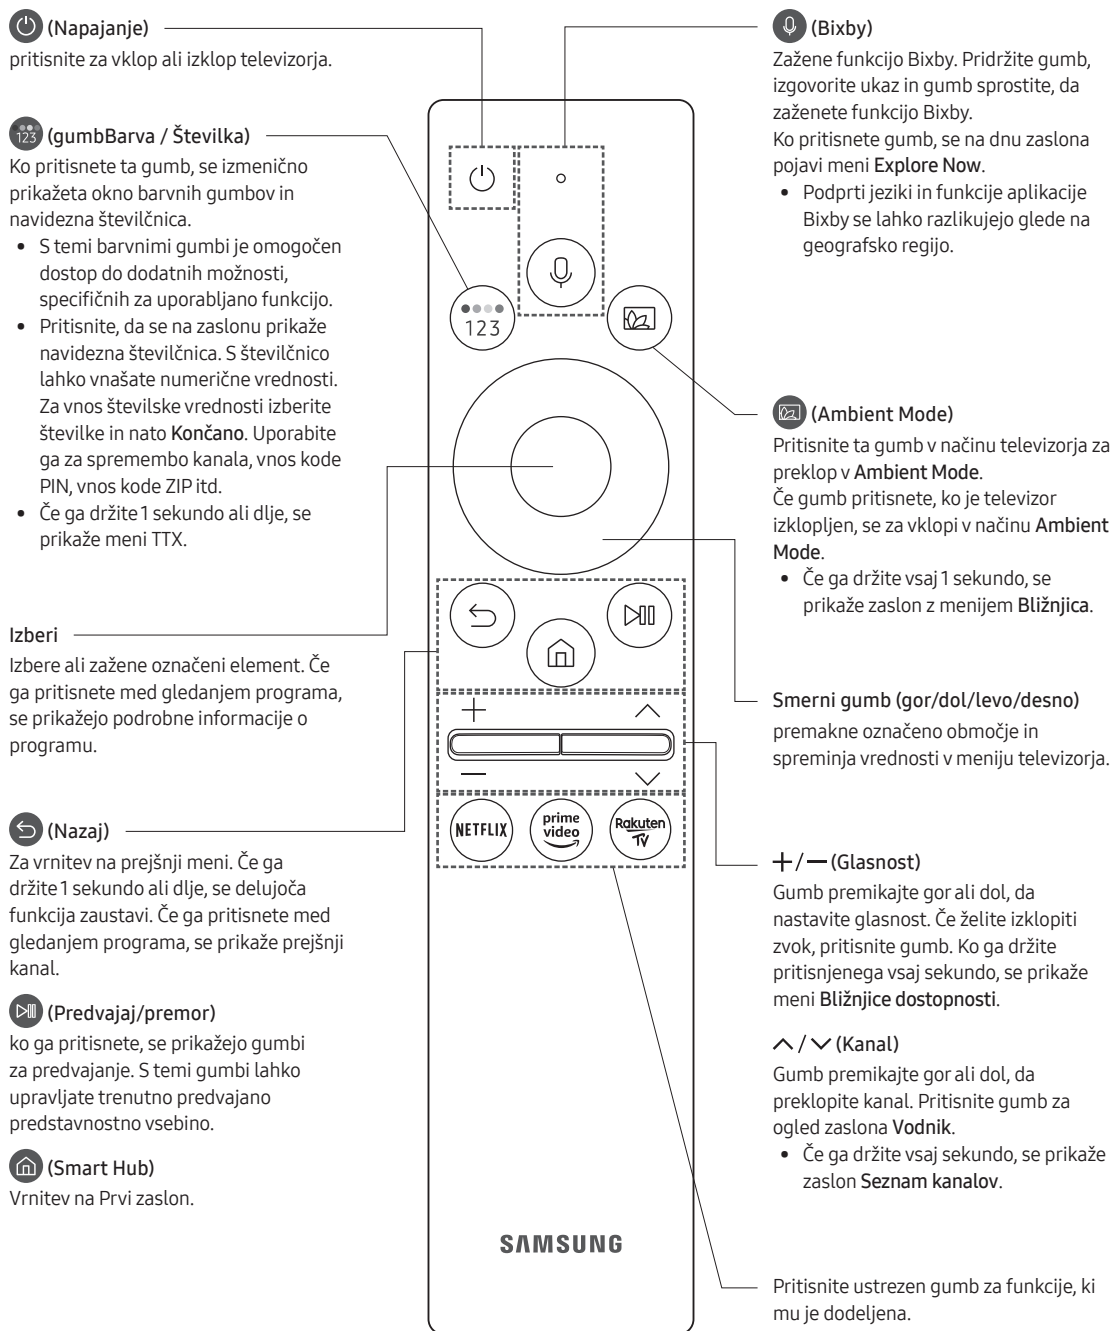 (Napajanje)
pritisnite za vklop ali izklop televizorja.
123 (gumbBarva / Številka)
Ko pritisnete ta gumb, se izmenično
prikažeta okno barvnih gumbov in
navidezna številčnica.
• S temi barvnimi gumbi je omogočen
dostop do dodatnih možnosti,
specifičnih za uporabljano funkcijo.
• Pritisnite, da se na zaslonu prikaže
navidezna številčnica. S številčnico
lahko vnašate numerične vrednosti.
Za vnos številske vrednosti izberite
številke in nato Končano. Uporabite
ga za spremembo kanala, vnos kode
PIN, vnos kode ZIP itd.
• Če ga držite 1 sekundo ali dlje, se
prikaže meni TTX.
Izberi
Izbere ali zažene označeni element. Če
ga pritisnete med gledanjem programa,
se prikažejo podrobne informacije o
programu.
(Nazaj)
Za vrnitev na prejšnji meni. Če ga
držite 1 sekundo ali dlje, se delujoča
funkcija zaustavi. Če ga pritisnete med
gledanjem programa, se prikaže prejšnji
kanal.
(Predvajaj/premor)
ko ga pritisnete, se prikažejo gumbi
za predvajanje. S temi gumbi lahko
upravljate trenutno predvajano
predstavnostno vsebino.
(Smart Hub)
Vrnitev na Prvi zaslon.
123
NETFLIX
prime
video
Rakuten
TV
SAMSUNG
(Bixby)
Zažene funkcijo Bixby. Pridržite gumb,
izgovorite ukaz in gumb sprostite, da
zaženete funkcijo Bixby.
Ko pritisnete gumb, se na dnu zaslona
pojavi meni Explore Now.
• Podprti jeziki in funkcije aplikacije
Bixby se lahko razlikujejo glede na
geografsko regijo.
(Ambient Mode)
Pritisnite ta gumb v načinu televizorja za
preklop v Ambient Mode.
Če gumb pritisnete, ko je televizor
izklopljen, se za vklopi v načinu Ambient
Mode.
• Če ga držite vsaj 1 sekundo, se
prikaže zaslon z menijem Bližnjica.
Smerni gumb (gor/dol/levo/desno)
premakne označeno območje in
spreminja vrednosti v meniju televizorja.
+/— (Glasnost)
Gumb premikajte gor ali dol, da
nastavite glasnost. Če želite izklopiti
zvok, pritisnite gumb. Ko ga držite
pritisnjenega vsaj sekundo, se prikaže
meni Bližnjice dostopnosti.
/ (Kanal)
Gumb premikajte gor ali dol, da
preklopite kanal. Pritisnite gumb za
ogled zaslona Vodnik.
• Če ga držite vsaj sekundo, se prikaže
zaslon Seznam kanalov.
Pritisnite ustrezen gumb za funkcije, ki
mu je dodeljena.